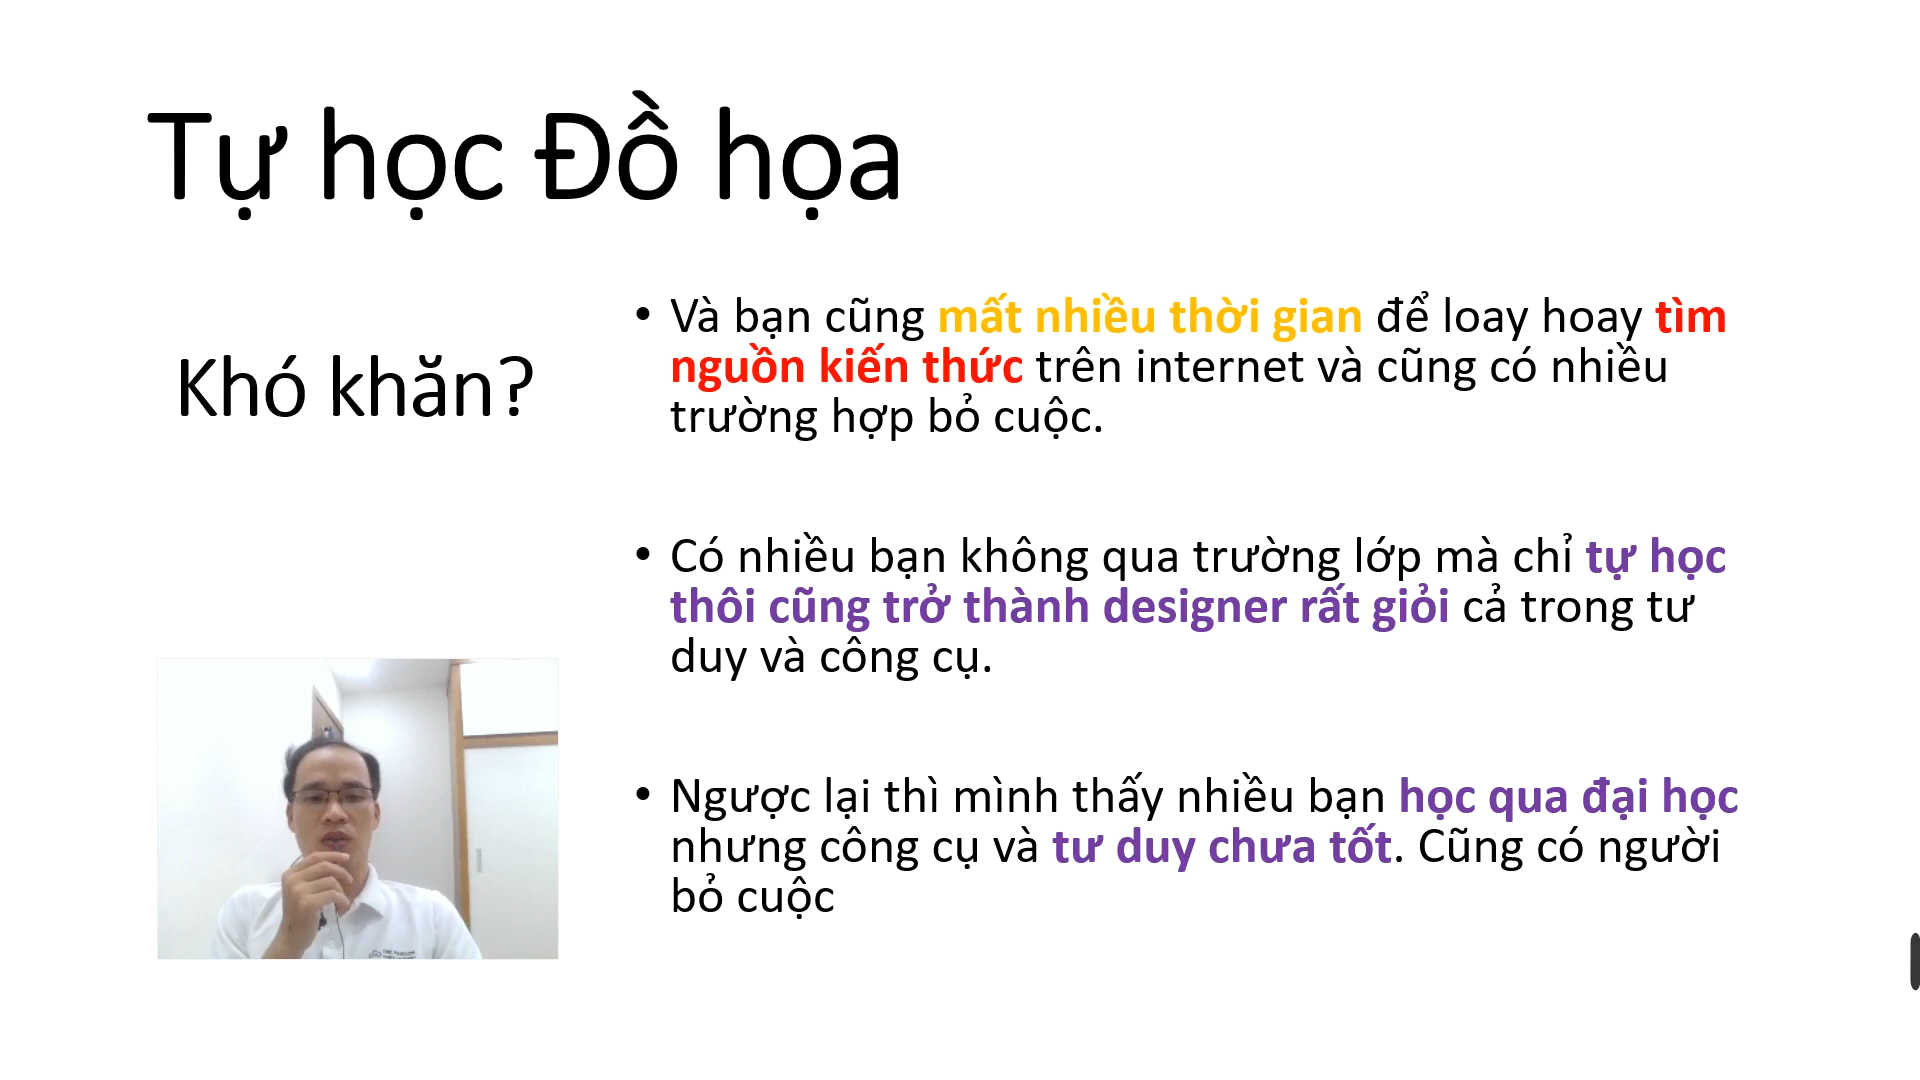 Tự học Đồ họa
Khó khăn?
• Và bạn cũng mất nhiều thời gian để loay hoay tìm
nguồn kiến thức trên internet và cũng có nhiều
trường hợp bỏ cuộc.
• Có nhiều bạn không qua trường lớp mà chỉ tự học
thôi cũng trở thành designer rất giỏi cả trong tư
duy và công cụ.
• Ngược lại thì mình thấy nhiều bạn học qua đại học
nhưng công cụ và tư duy chưa tốt. Cũng có người
bỏ cuộc